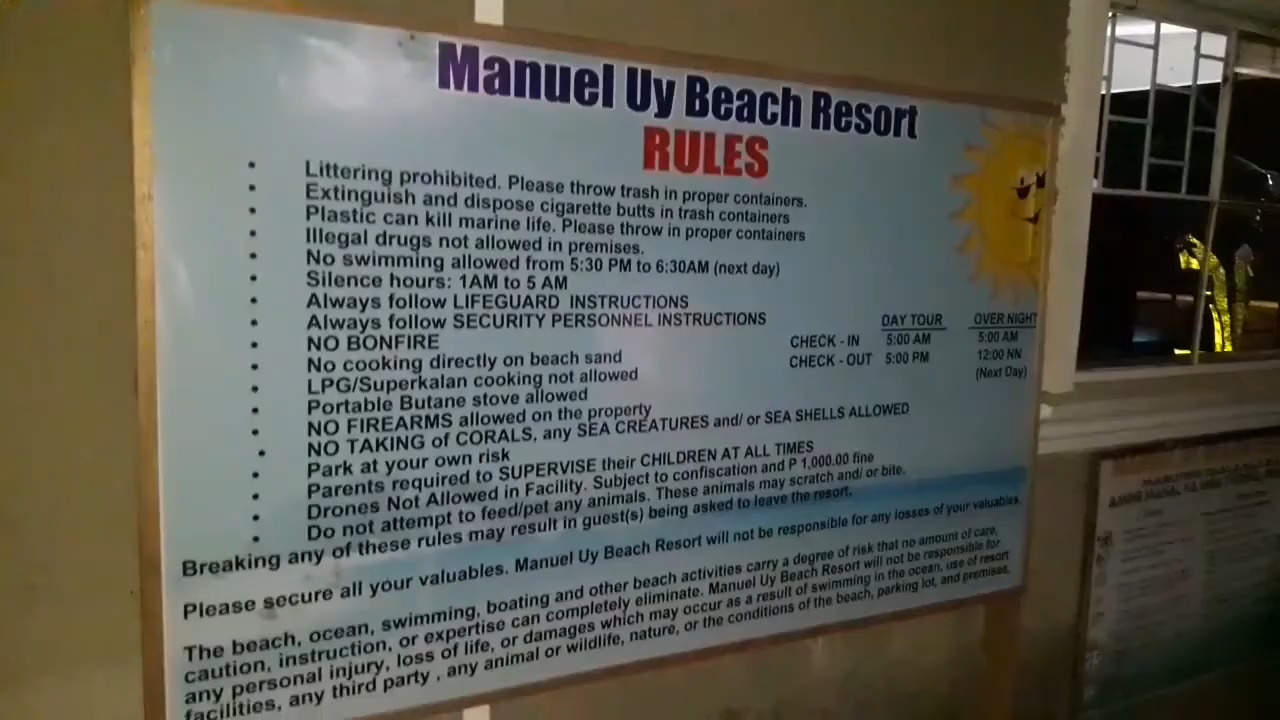 Manuel Uy Beach Resort
RULES
• Littering prohibited. Please throw trash in proper containers.
• Extinguish and dispose cigarette butts in trash containers
• Plastic can kill marine life. Please throw in proper containers
• Illegal drugs not allowed in premises.
• No swimming allowed from 5:30 PM to 6:30AM (next day)
• Silence hours: 1AM to 5 AM
• Always follow LIFEGUARD INSTRUCTIONS
• Always follow SECURITY PERSONNEL INSTRUCTIONS
• NO BONFIRE
• No cooking directly on beach sand
• LPG/Superkalan cooking not allowed
• Portable Butane stove allowed
• NO FIREARMS allowed on the property
• NO TAKING of CORALS, any SEA CREATURES and/ or SEA SHELLS ALLOWED
• Park at your own risk
• Parents required to SUPERVISE their CHILDREN AT ALL TIMES
• Drones Not Allowed in Facility. Subject to confiscation and P 1,000.00 fine
• Do not attempt to feed/pet any animals. These animals may scratch and/ or bite.
DAY TOUR OVER NIGHT
CHECK - IN 5:00 AM 5:00 AM
CHECK - OUT 5:00 PM 12:00 NN
(Next Day)
Breaking any of these rules may result in guest(s) being asked to leave the resort.
Please secure all your valuables. Manuel Uy Beach Resort will not be responsible for any losses of your valuables
The beach, ocean, swimming, boating and other beach activities carry a degree of risk that no amount of care,
caution, instruction, or expertise can completely eliminate. Manuel Uy Beach Resort will not be responsible for
any personal injury, loss of life, or damages which may occur as a result of swimming in the ocean, use of resort
facilities, any third party , any animal or wildlife, nature, or the conditions of the beach, parking lot, and premises.